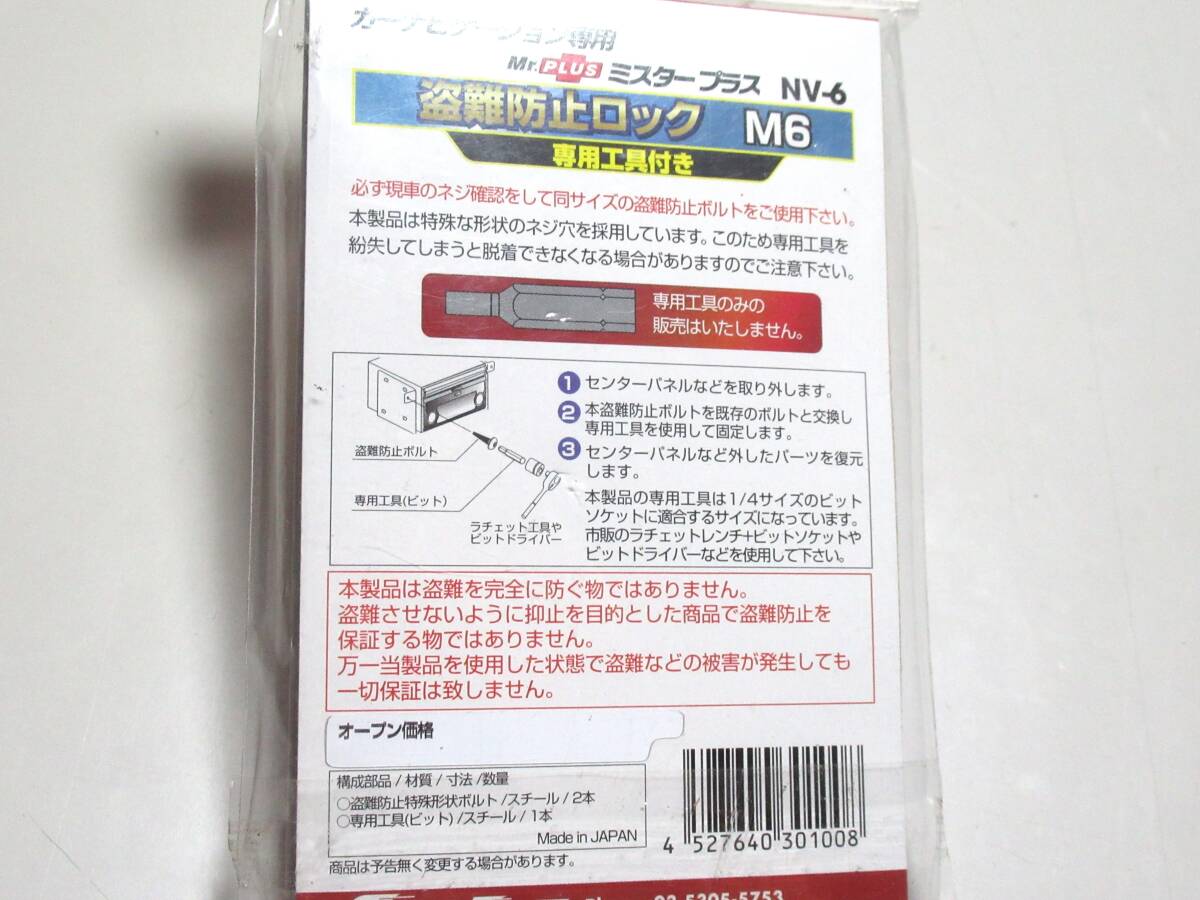 カーナビゲーション専用
Mr.PLUS ミスタープラス NV-6
盗難防止ロック M6
専用工具付き
必ず現車のネジ確認をして同サイズの盗難防止ボルトをご使用下さい。
本製品は特殊な形状のネジ穴を採用しています。このため専用工具を
紛失してしまうと脱着できなくなる場合がありますのでご注意下さい。
専用工具のみの
販売はいたしません。
盗難防止ボルト
専用工具(ビット)
ラチェット工具や
ビットドライバー
1 センターパネルなどを取り外します。
2 本盗難防止ボルトを既存のボルトと交換し
専用工具を使用して固定します。
3 センターパネルなど外したパーツを復元
します。
本製品の専用工具は1/4サイズのビット
ソケットに適合するサイズになっています。
市販のラチェットレンチ+ビットソケットや
ビットドライバーなどを使用して下さい。
本製品は盗難を完全に防ぐ物ではありません。
盗難させないように抑止を目的とした商品で盗難防止を
保証する物ではありません。
万一当製品を使用した状態で盗難などの被害が発生しても
一切保証は致しません。
オープン価格
構成部品/材質/寸法/数量
○盗難防止特殊形状ボルト/スチール/2本
○専用工具(ビット)/スチール/1本
Made in JAPAN
4 527640 301008
商品は予告無く変更する場合があります。